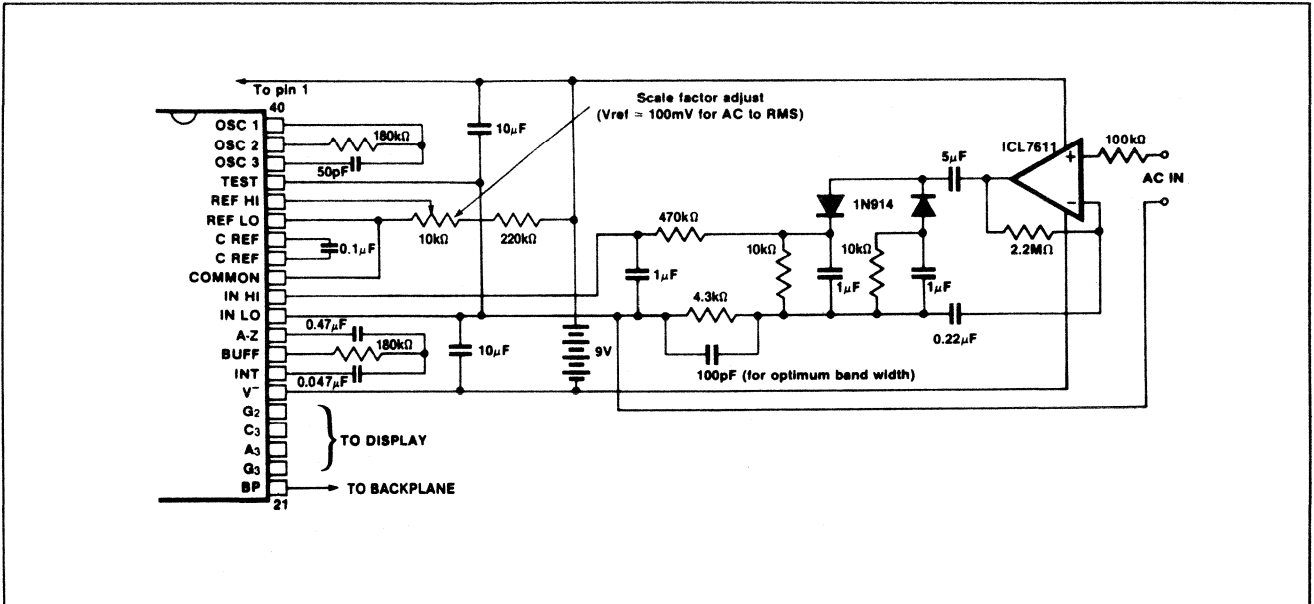 To pin 1
40
OSC 1
OSC 2
OSC 3
TEST
REF HI
REF LO
C REF
C REF
COMMON
IN HI
IN LO
A-Z
BUFF
INT
V⁻
G2
C3
A3
G3
BP
21
180kΩ
50pF
10μF
Scale factor adjust
(Vref = 100mV for AC to RMS)
10kΩ
220kΩ
0.1μF
470kΩ
1μF
10kΩ
10kΩ
1N914
1μF
1μF
5μF
ICL7611
+
−
100kΩ
AC IN
2.2MΩ
4.3kΩ
0.22μF
100pF (for optimum band width)
0.47μF
180kΩ
0.047μF
10μF
9V
TO DISPLAY
TO BACKPLANE